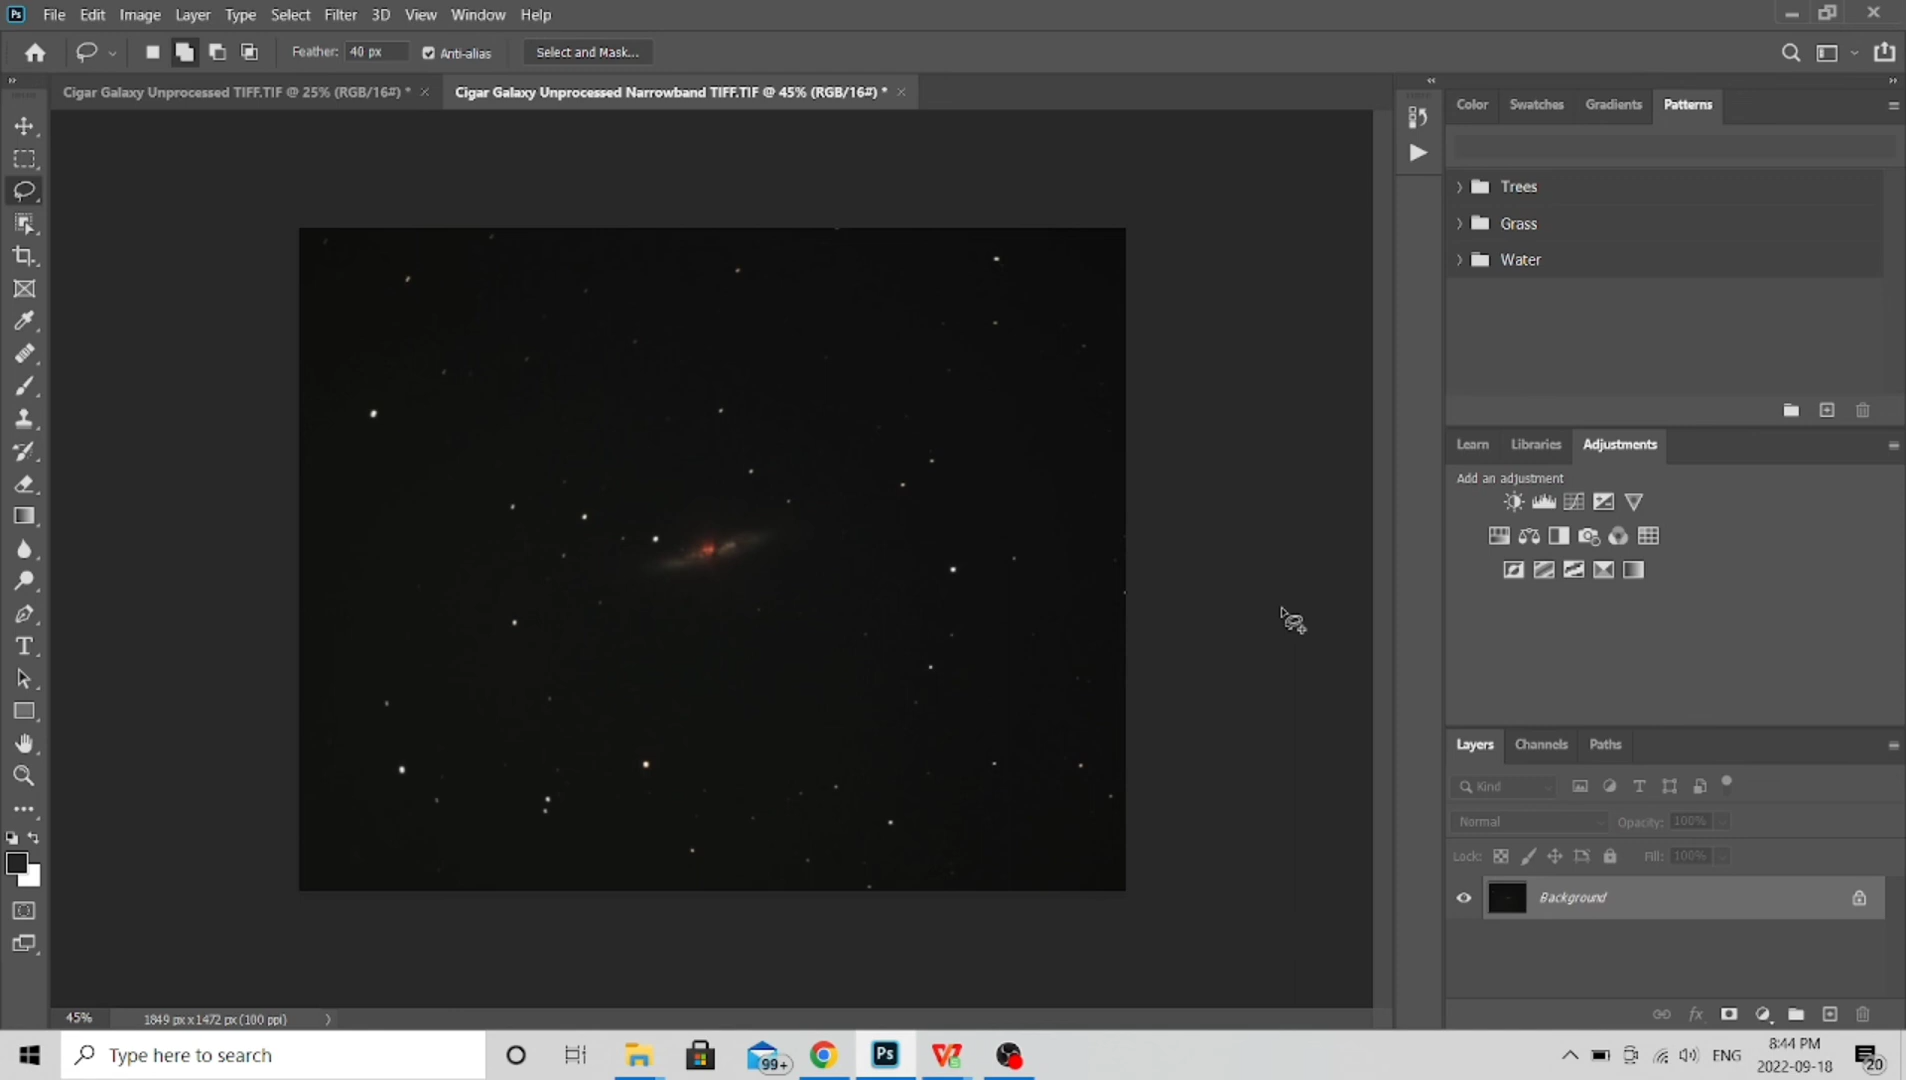 Ps File Edit Image Layer Type Select Filter 3D View Window Help
Feather: 40 px Anti-alias Select and Mask...
Cigar Galaxy Unprocessed TIFF.TIF @ 25% (RGB/16#) * Cigar Galaxy Unprocessed Narrowband TIFF.TIF @ 45% (RGB/16#) *
Color Swatches Gradients Patterns
Trees
Grass
Water
Learn Libraries Adjustments
Add an adjustment
Layers Channels Paths
Kind
Normal Opacity: 100%
Lock: Fill: 100%
Background
fx
45% 1849 px x 1472 px (100 ppi)
Type here to search
99+
Ps
ENG
8:44 PM
2022-09-18
20